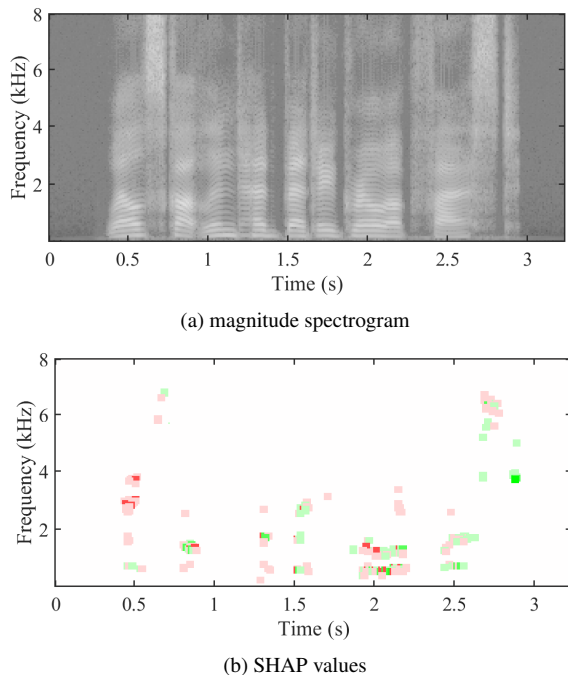 8
6
4
2
Frequency (kHz)
0 0.5 1 1.5 2 2.5 3
Time (s)
(a) magnitude spectrogram
8
6
4
2
Frequency (kHz)
0 0.5 1 1.5 2 2.5 3
Time (s)
(b) SHAP values